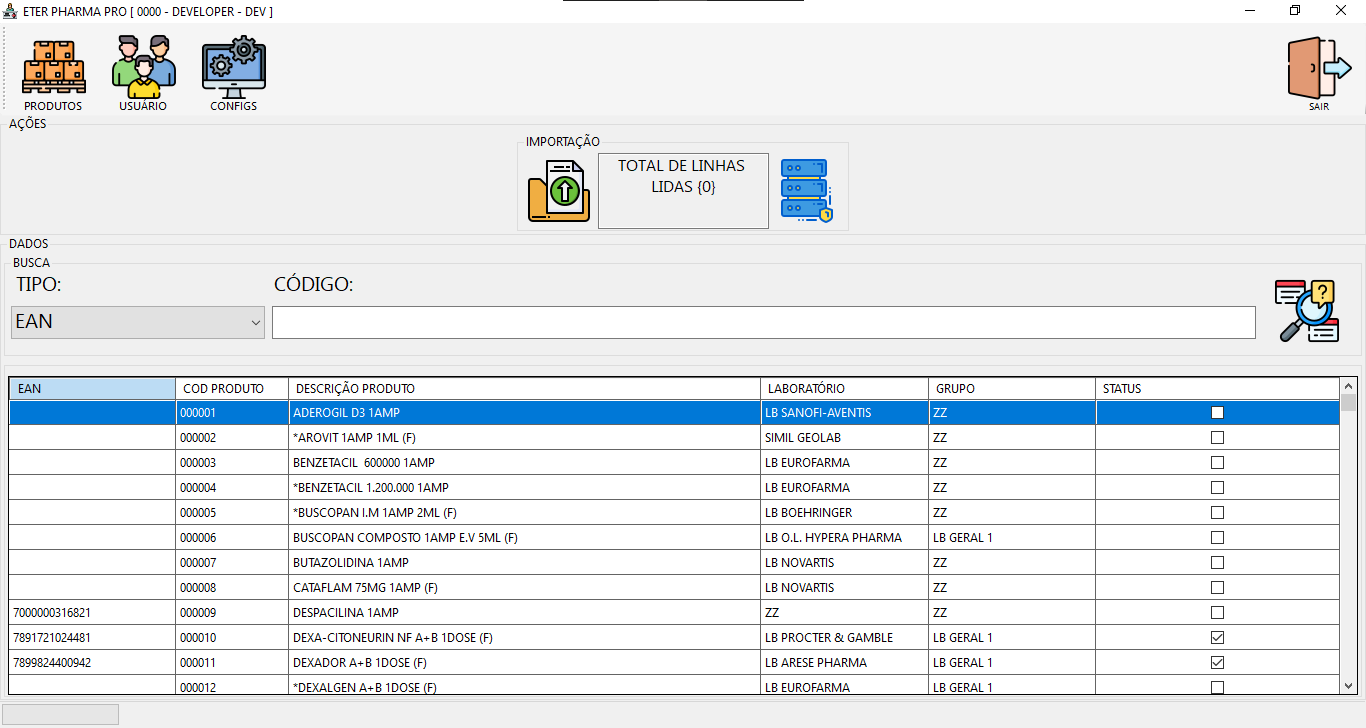 ETER PHARMA PRO [ 0000 - DEVELOPER - DEV ]
PRODUTOS USUÁRIO CONFIGS SAIR
AÇÕES
IMPORTAÇÃO
TOTAL DE LINHAS
LIDAS {0}
DADOS
BUSCA
TIPO: CÓDIGO:
EAN
?
EAN COD PRODUTO DESCRIÇÃO PRODUTO LABORATÓRIO GRUPO STATUS
000001 ADEROGIL D3 1AMP LB SANOFI-AVENTIS ZZ
000002 *AROVIT 1AMP 1ML (F) SIMIL GEOLAB ZZ
000003 BENZETACIL  600000 1AMP LB EUROFARMA ZZ
000004 *BENZETACIL 1.200.000 1AMP LB EUROFARMA ZZ
000005 *BUSCOPAN I.M 1AMP 2ML (F) LB BOEHRINGER ZZ
000006 BUSCOPAN COMPOSTO 1AMP E.V 5ML (F) LB O.L. HYPERA PHARMA LB GERAL 1
000007 BUTAZOLIDINA 1AMP LB NOVARTIS ZZ
000008 CATAFLAM 75MG 1AMP (F) LB NOVARTIS ZZ
7000000316821 000009 DESPACILINA 1AMP ZZ ZZ
7891721024481 000010 DEXA-CITONEURIN NF A+B 1DOSE (F) LB PROCTER & GAMBLE LB GERAL 1
7899824400942 000011 DEXADOR A+B 1DOSE (F) LB ARESE PHARMA LB GERAL 1
000012 *DEXALGEN A+B 1DOSE (F) LB EUROFARMA LB GERAL 1